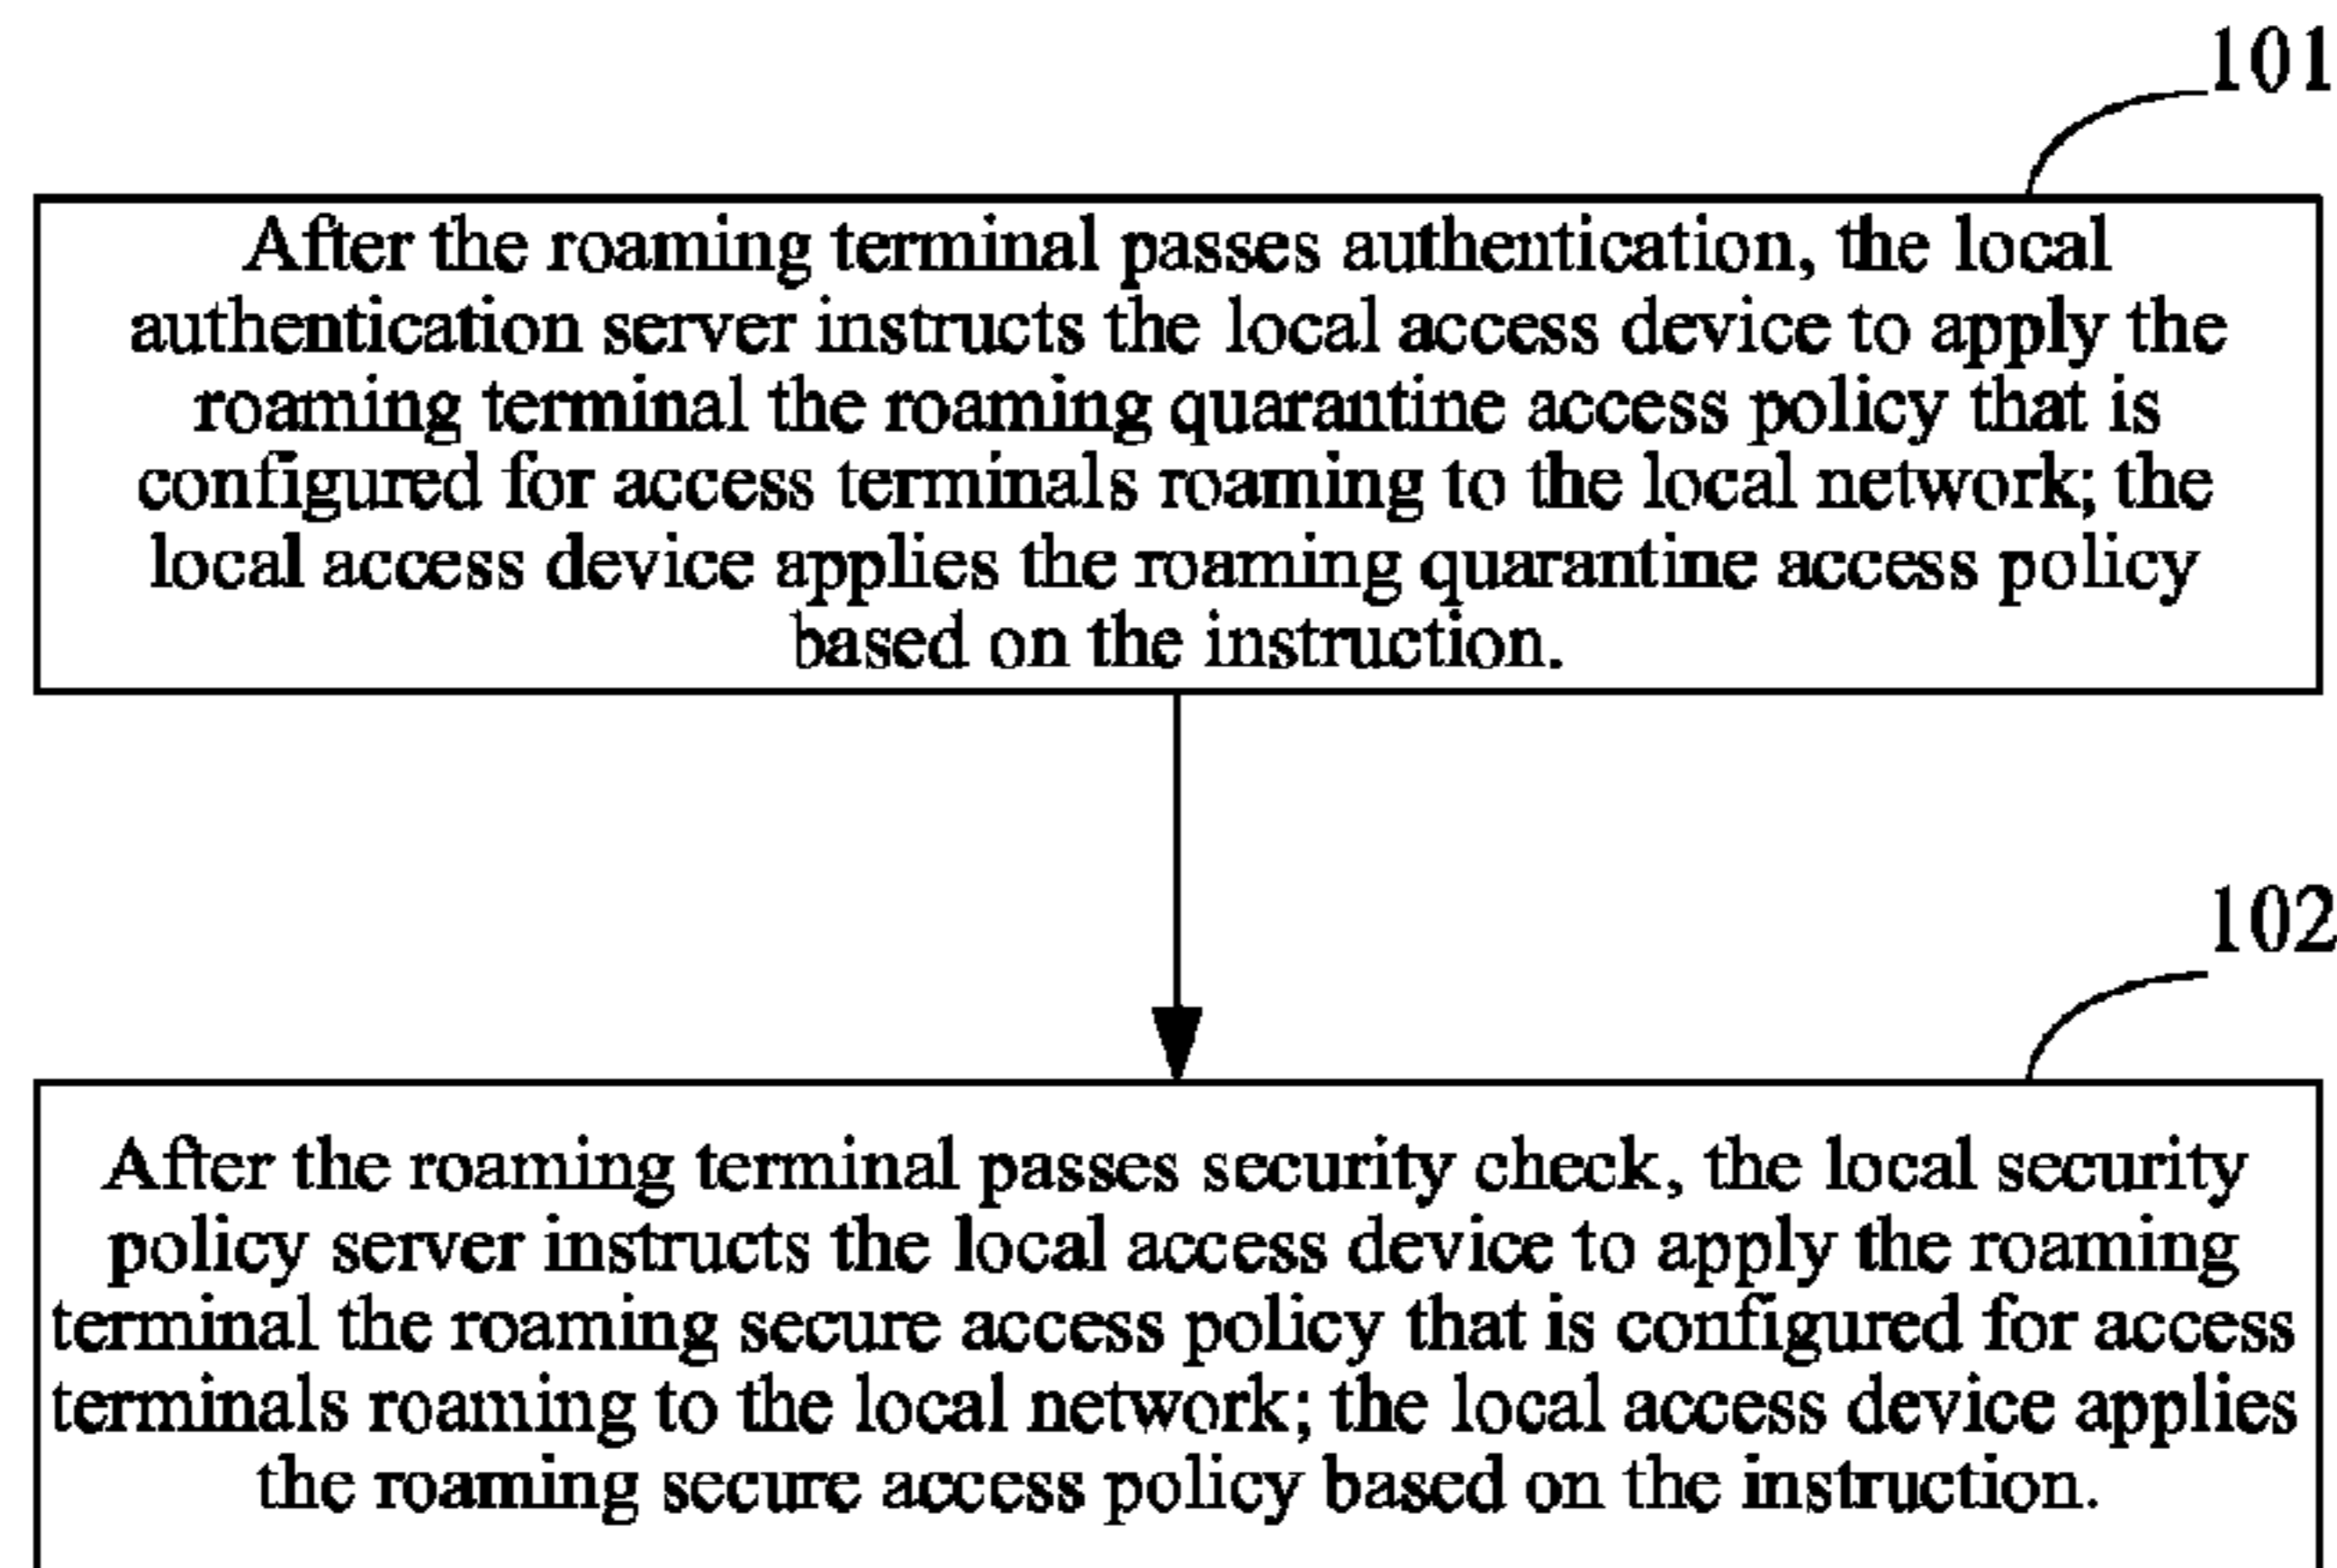 101
After the roaming terminal passes authentication, the local
authentication server instructs the local access device to apply the
roaming terminal the roaming quarantine access policy that is
configured for access terminals roaming to the local network; the
local access device applies the roaming quarantine access policy
based on the instruction.
102
After the roaming terminal passes security check, the local security
policy server instructs the local access device to apply the roaming
terminal the roaming secure access policy that is configured for access
terminals roaming to the local network; the local access device applies
the roaming secure access policy based on the instruction.